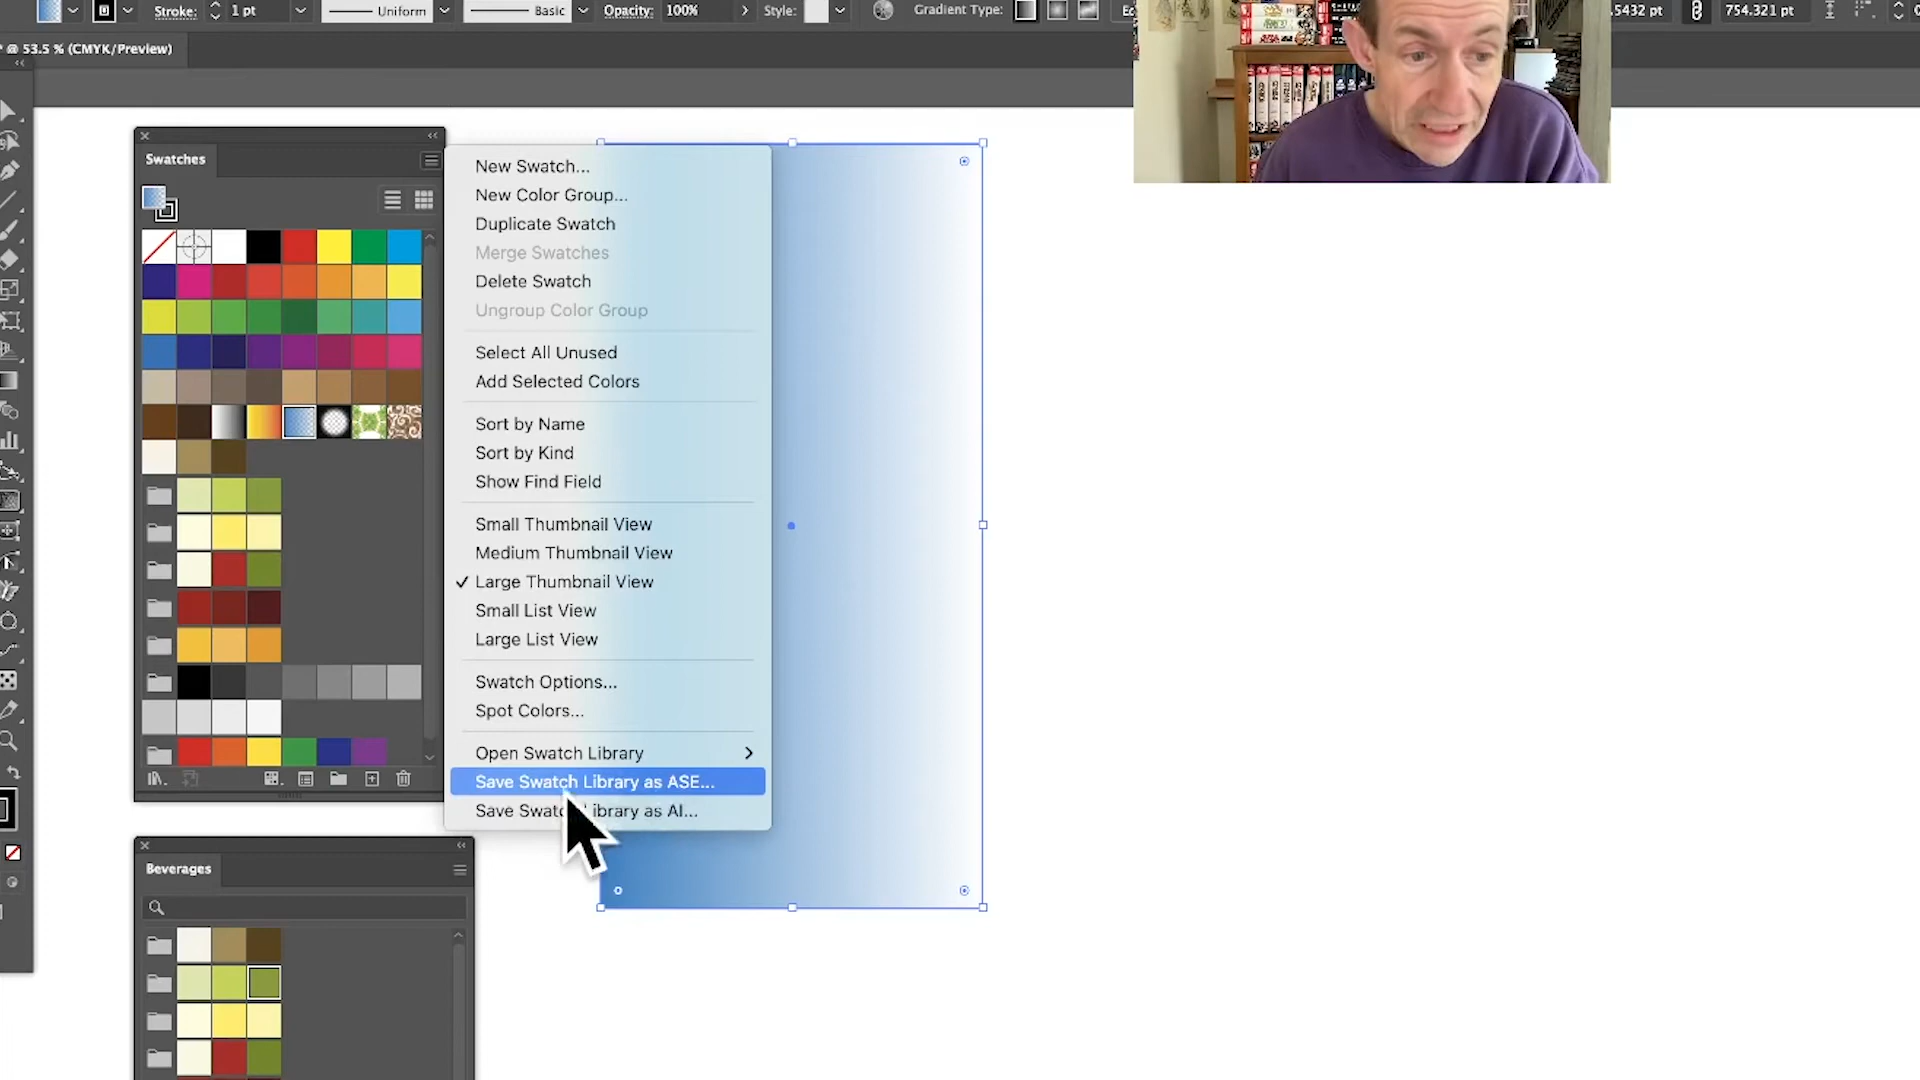 Stroke: 1 pt Uniform Basic Opacity: 100% Style: Gradient Type: .5432 pt 754.321 pt
@ 53.5 % (CMYK/Preview)
Swatches
New Swatch...
New Color Group...
Duplicate Swatch
Merge Swatches
Delete Swatch
Ungroup Color Group
Select All Unused
Add Selected Colors
Sort by Name
Sort by Kind
Show Find Field
Small Thumbnail View
Medium Thumbnail View
Large Thumbnail View
Small List View
Large List View
Swatch Options...
Spot Colors...
Open Swatch Library
Save Swatch Library as ASE...
Save Swatch Library as AI...
Beverages